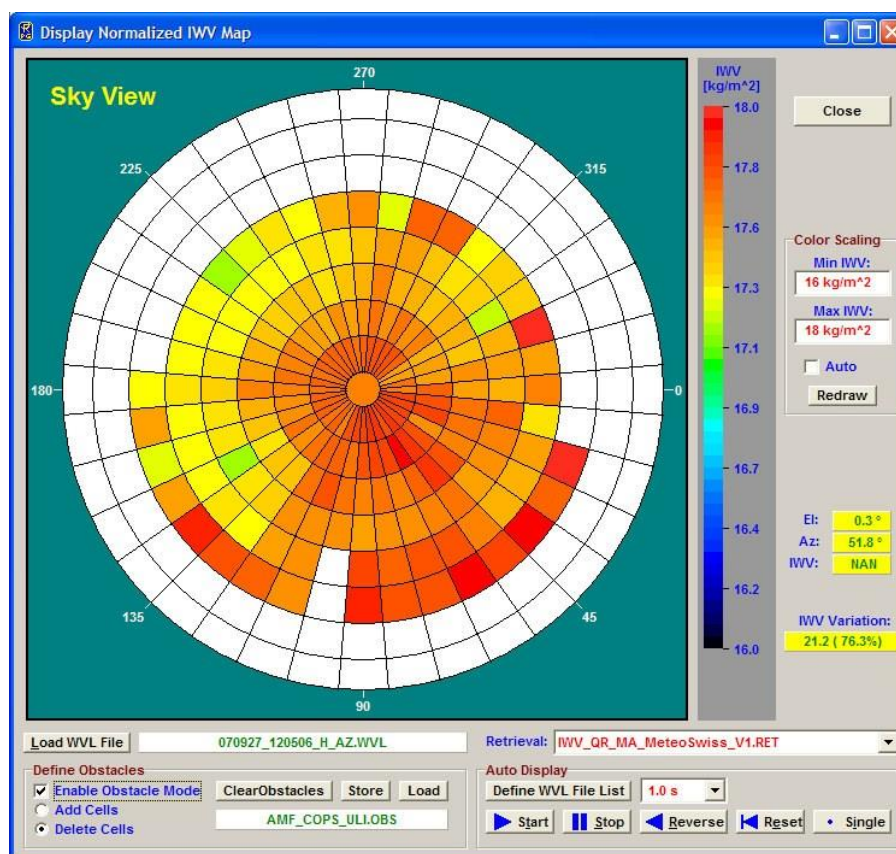 Display Normalized IWV Map
Sky View
270
225
315
180
0
135
45
90
IWV
[kg/m^2]
18.0
17.8
17.6
17.3
17.1
16.9
16.7
16.4
16.2
16.0
Close
Color Scaling
Min IWV:
16 kg/m^2
Max IWV:
18 kg/m^2
Auto
Redraw
El: 0.3 °
Az: 51.8 °
IWV: NAN
IWV Variation:
21.2 ( 76.3%)
Load WVL File 070927_120506_H_AZ.WVL Retrieval: IWV_QR_MA_MeteoSwiss_V1.RET
Define Obstacles
Enable Obstacle Mode ClearObstacles Store Load
Add Cells
Delete Cells AMF_COPS_ULI.OBS
Auto Display
Define WVL File List 1.0 s
Start Stop Reverse Reset Single